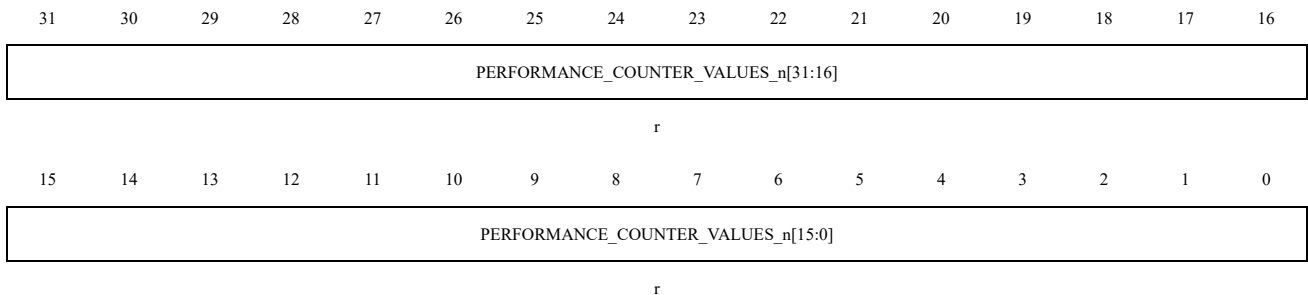 31 30 29 28 27 26 25 24 23 22 21 20 19 18 17 16
PERFORMANCE_COUNTER_VALUES_n[31:16]
r
15 14 13 12 11 10 9 8 7 6 5 4 3 2 1 0
PERFORMANCE_COUNTER_VALUES_n[15:0]
r